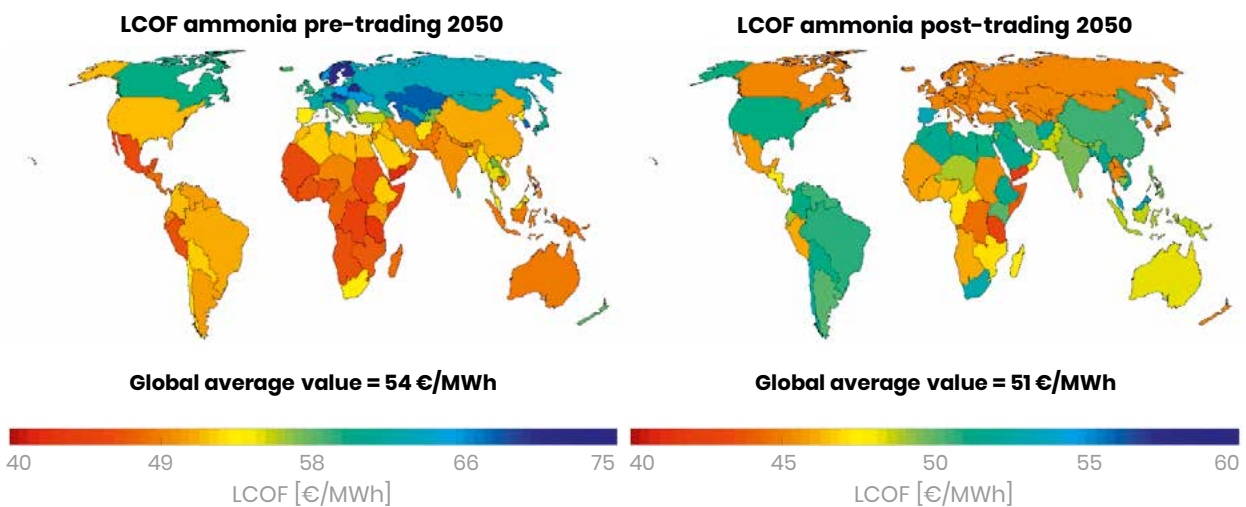 LCOF ammonia pre-trading 2050
LCOF ammonia post-trading 2050
Global average value = 54 €/MWh
Global average value = 51 €/MWh
40 49 58 66 75
LCOF [€/MWh]
40 45 50 55 60
LCOF [€/MWh]